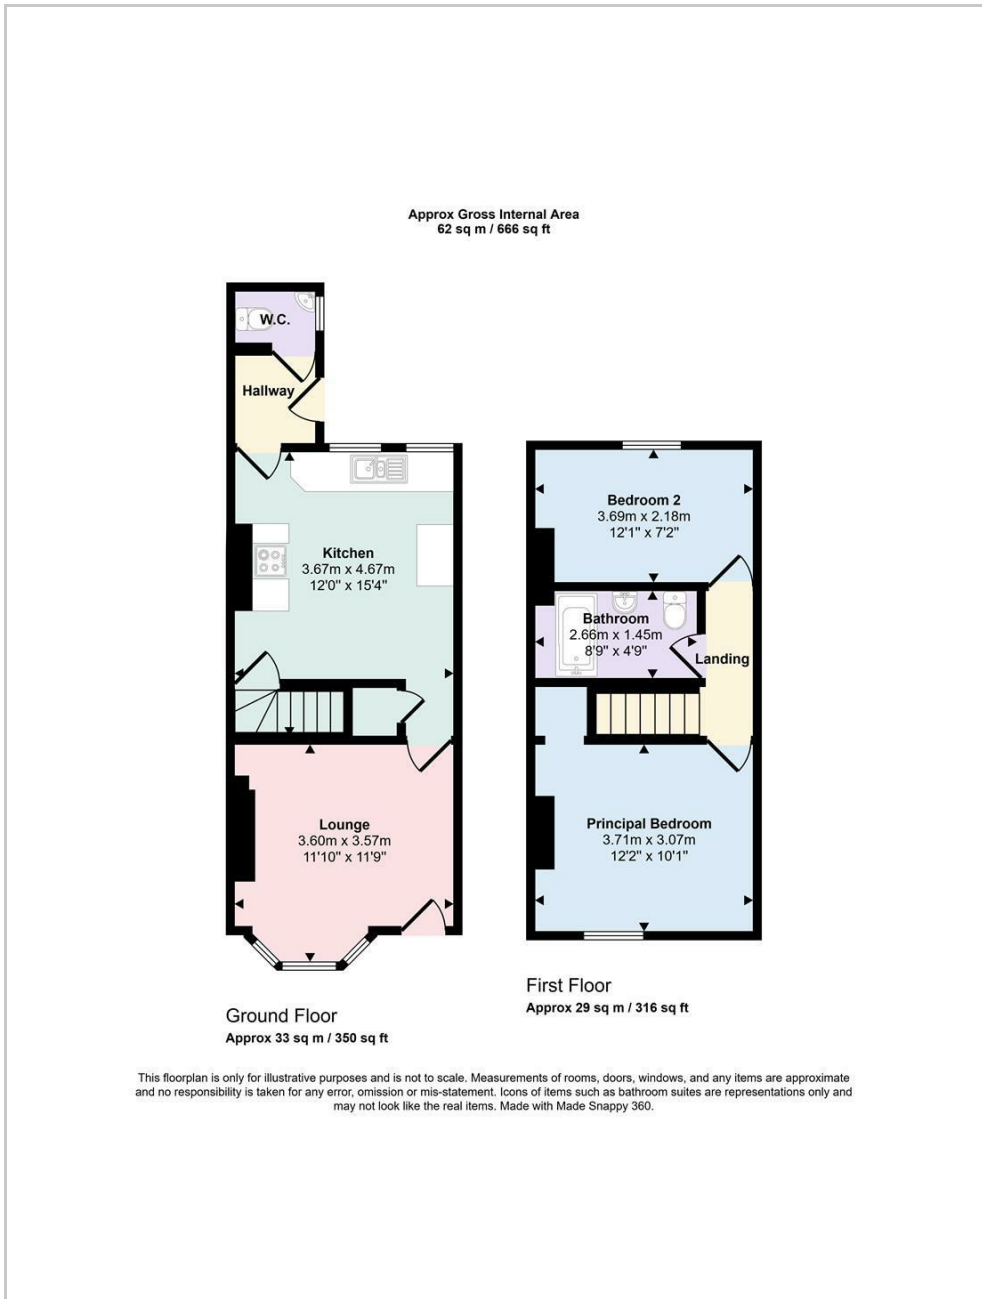 Approx Gross Internal Area
62 sq m / 666 sq ft
W.C.
Hallway
Kitchen
3.67m x 4.67m
12'0" x 15'4"
Lounge
3.60m x 3.57m
11'10" x 11'9"
Ground Floor
Approx 33 sq m / 350 sq ft
Bedroom 2
3.69m x 2.18m
12'1" x 7'2"
Bathroom
2.66m x 1.45m
8'9" x 4'9"
Landing
Principal Bedroom
3.71m x 3.07m
12'2" x 10'1"
First Floor
Approx 29 sq m / 316 sq ft
This floorplan is only for illustrative purposes and is not to scale. Measurements of rooms, doors, windows, and any items are approximate
and no responsibility is taken for any error, omission or mis-statement. Icons of items such as bathroom suites are representations only and
may not look like the real items. Made with Made Snappy 360.